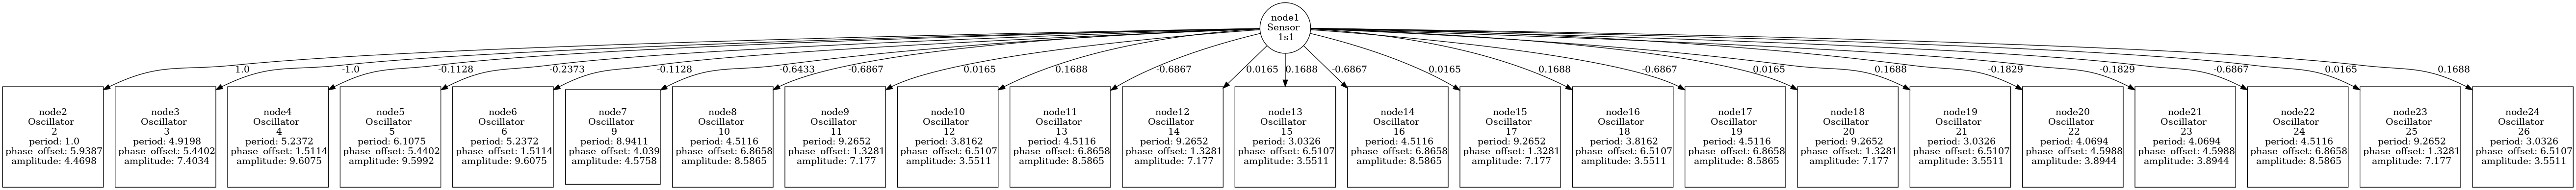 node1
Sensor
1s1
1.0
-1.0
-0.1128
-0.2373
-0.1128
-0.6433
-0.6867
0.0165
0.1688
-0.6867
0.0165
0.1688
-0.6867
0.0165
0.1688
-0.6867
0.0165
0.1688
-0.1829
-0.1829
-0.6867
0.0165
0.1688
node2
Oscillator
2
period: 1.0
phase_offset: 5.9387
amplitude: 4.4698
node3
Oscillator
3
period: 4.9198
phase_offset: 5.4402
amplitude: 7.4034
node4
Oscillator
4
period: 5.2372
phase_offset: 1.5114
amplitude: 9.6075
node5
Oscillator
5
period: 6.1075
phase_offset: 5.4402
amplitude: 9.5992
node6
Oscillator
6
period: 5.2372
phase_offset: 1.5114
amplitude: 9.6075
node7
Oscillator
9
period: 8.9411
phase_offset: 4.039
amplitude: 4.5758
node8
Oscillator
10
period: 4.5116
phase_offset: 6.8658
amplitude: 8.5865
node9
Oscillator
11
period: 9.2652
phase_offset: 1.3281
amplitude: 7.177
node10
Oscillator
12
period: 3.8162
phase_offset: 6.5107
amplitude: 3.5511
node11
Oscillator
13
period: 4.5116
phase_offset: 6.8658
amplitude: 8.5865
node12
Oscillator
14
period: 9.2652
phase_offset: 1.3281
amplitude: 7.177
node13
Oscillator
15
period: 3.0326
phase_offset: 6.5107
amplitude: 3.5511
node14
Oscillator
16
period: 4.5116
phase_offset: 6.8658
amplitude: 8.5865
node15
Oscillator
17
period: 9.2652
phase_offset: 1.3281
amplitude: 7.177
node16
Oscillator
18
period: 3.8162
phase_offset: 6.5107
amplitude: 3.5511
node17
Oscillator
19
period: 4.5116
phase_offset: 6.8658
amplitude: 8.5865
node18
Oscillator
20
period: 9.2652
phase_offset: 1.3281
amplitude: 7.177
node19
Oscillator
21
period: 3.0326
phase_offset: 6.5107
amplitude: 3.5511
node20
Oscillator
22
period: 4.0694
phase_offset: 4.5988
amplitude: 3.8944
node21
Oscillator
23
period: 4.0694
phase_offset: 4.5988
amplitude: 3.8944
node22
Oscillator
24
period: 4.5116
phase_offset: 6.8658
amplitude: 8.5865
node23
Oscillator
25
period: 9.2652
phase_offset: 1.3281
amplitude: 7.177
node24
Oscillator
26
period: 3.0326
phase_offset: 6.5107
amplitude: 3.5511